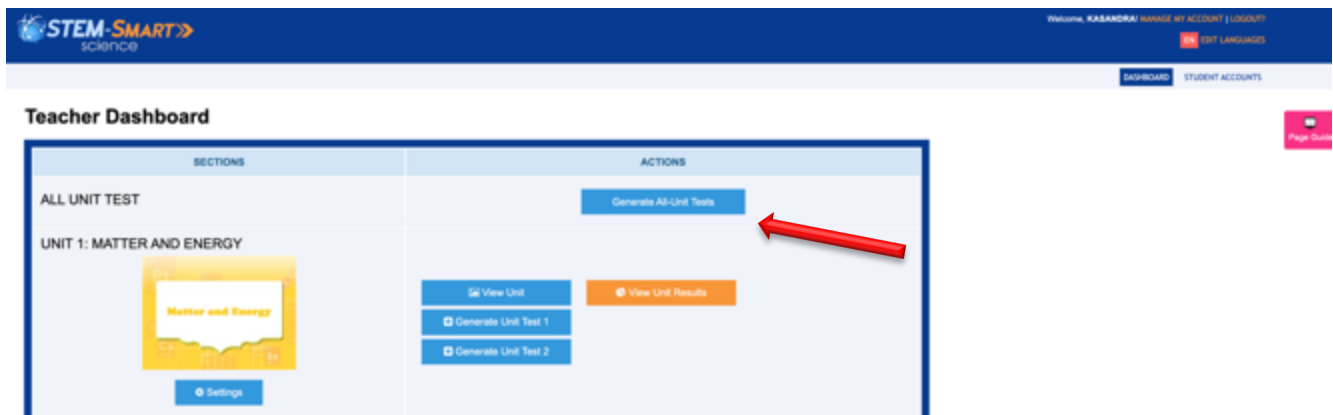 STEM-SMART
science
Welcome, KASANDRA! MANAGE MY ACCOUNT | LOGOUT?
EN EDIT LANGUAGES
DASHBOARD STUDENT ACCOUNTS
Teacher Dashboard
Page Guide
SECTIONS ACTIONS
ALL UNIT TEST
Generate All-Unit Tests
UNIT 1: MATTER AND ENERGY
Matter and Energy
View Unit View Unit Results
Generate Unit Test 1
Generate Unit Test 2
Settings